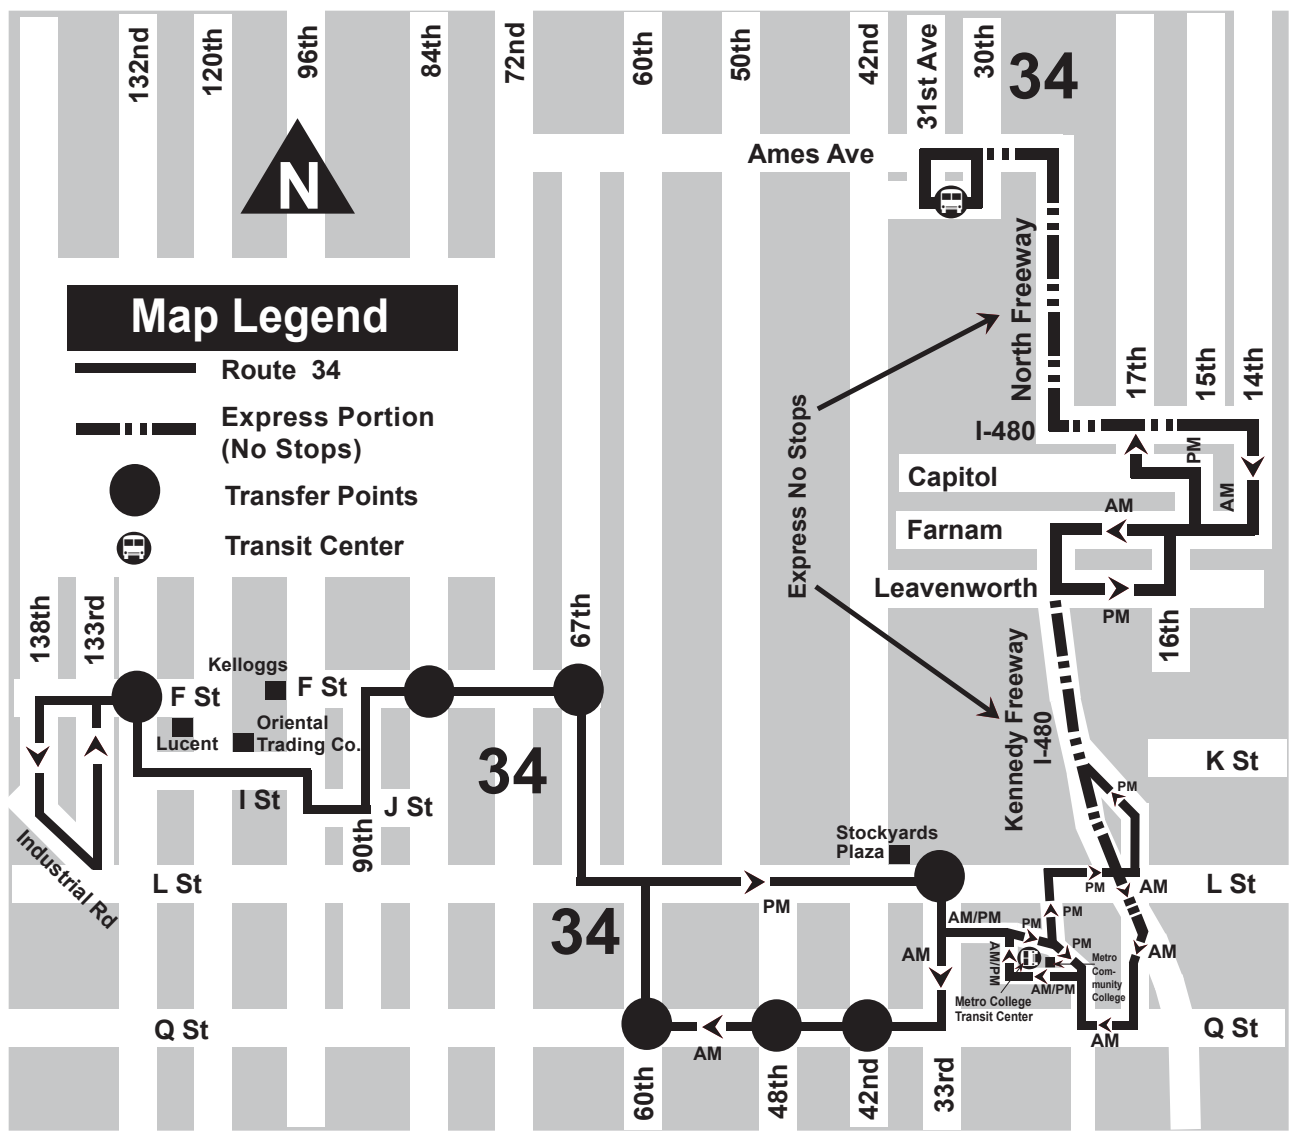 132nd
120th
96th
84th
72nd
60th
50th
42nd
31st Ave
30th
34
Ames Ave
N
Map Legend
Route 34
Express Portion
(No Stops)
Transfer Points
Transit Center
North Freeway
17th
15th
14th
I-480
Express No Stops
Capitol
PM
AM
AM
Farnam
Leavenworth
PM
16th
138th
133rd
67th
Kelloggs
F St
F St
Oriental
Trading Co.
Lucent
34
Kennedy Freeway
I-480
K St
PM
I St
J St
90th
Industrial Rd
Stockyards
Plaza
L St
PM
PM
AM
L St
34
AM/PM
PM
PM
PM
AM
AM/PM
AM
Metro
Com-
munity
College
AM/PM
Metro College
Transit Center
Q St
AM
AM
Q St
60th
48th
42nd
33rd